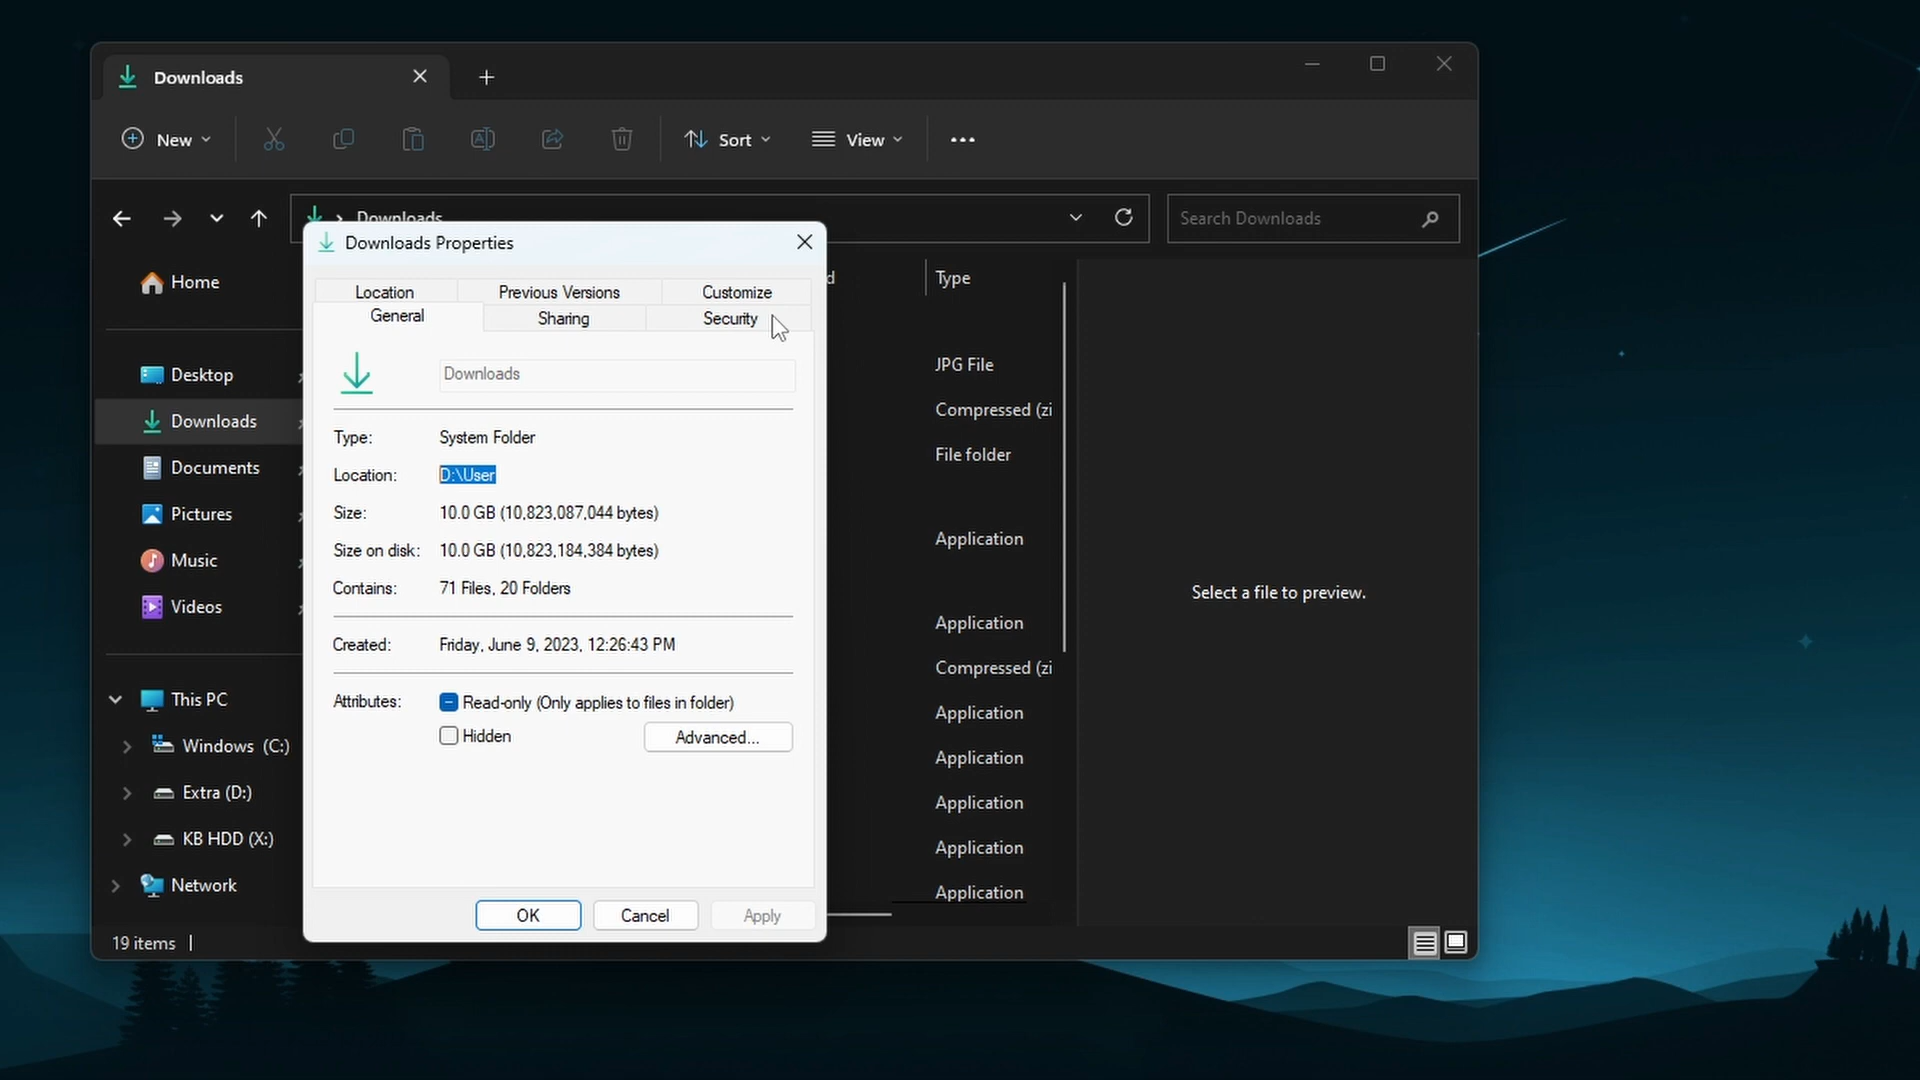 Downloads
New
Sort
View
Downloads
Search Downloads
Downloads Properties
Location
Previous Versions
Customize
General
Sharing
Security
Downloads
Type: System Folder
Location: D:\User
Size: 10.0 GB (10,823,087,044 bytes)
Size on disk: 10.0 GB (10,823,184,384 bytes)
Contains: 71 Files, 20 Folders
Created: Friday, June 9, 2023, 12:26:43 PM
Attributes: Read-only (Only applies to files in folder)
Hidden
Advanced...
OK
Cancel
Apply
Home
Desktop
Downloads
Documents
Pictures
Music
Videos
This PC
Windows (C:)
Extra (D:)
KB HDD (X:)
Network
d
Type
JPG File
Compressed (zi
File folder
Application
Application
Compressed (zi
Application
Application
Application
Application
Application
Select a file to preview.
19 items